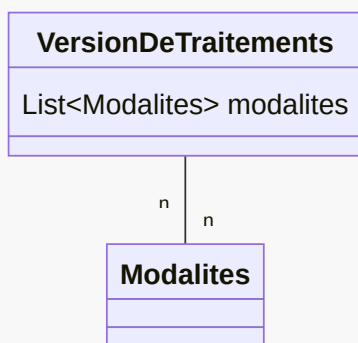 VersionDeTraitements
List<Modalites> modalites
n
n
Modalites